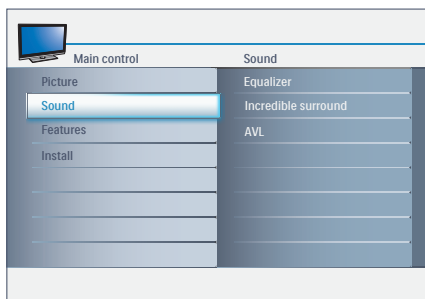 Main control
Sound
Picture
Equalizer
Sound
Incredible surround
Features
AVL
Install